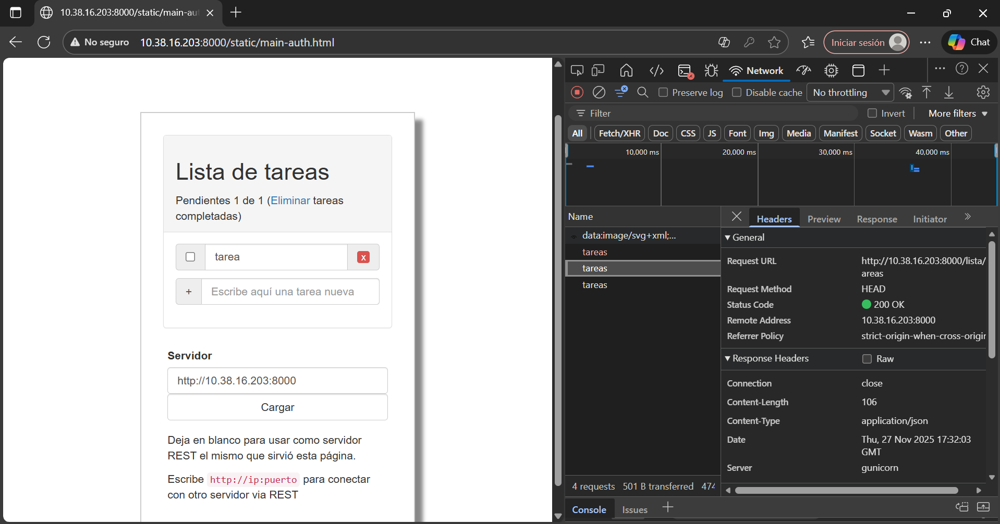 10.38.16.203:8000/static/main-au
No seguro
10.38.16.203:8000/static/main-auth.html
Iniciar sesión
Chat
Lista de tareas
Pendientes 1 de 1 (Eliminar tareas
completadas)
tarea
x
+
Escribe aquí una tarea nueva
Servidor
http://10.38.16.203:8000
Cargar
Deja en blanco para usar como servidor
REST el mismo que sirvió esta página.
Escribe http://ip:puerto para conectar
con otro servidor via REST
Network
Preserve log
Disable cache
No throttling
Filter
Invert
More filters
All
Fetch/XHR
Doc
CSS
JS
Font
Img
Media
Manifest
Socket
Wasm
Other
10,000 ms
20,000 ms
30,000 ms
40,000 ms
Name
data:image/svg+xml;...
tareas
tareas
tareas
4 requests
501 B transferred
474
Headers
Preview
Response
Initiator
General
Request URL
http://10.38.16.203:8000/lista/
areas
Request Method
HEAD
Status Code
200 OK
Remote Address
10.38.16.203:8000
Referrer Policy
strict-origin-when-cross-origin
Response Headers
Raw
Connection
close
Content-Length
106
Content-Type
application/json
Date
Thu, 27 Nov 2025 17:32:03
GMT
Server
gunicorn
Console
Issues